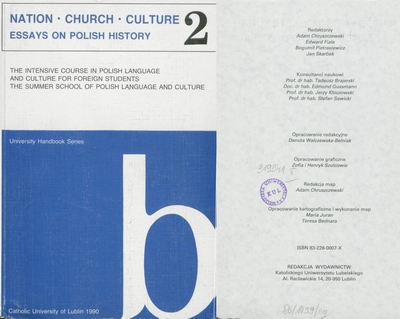 NATION · CHURCH · CULTURE 2
ESSAYS ON POLISH HISTORY
THE INTENSIVE COURSE IN POLISH LANGUAGE
AND CULTURE FOR FOREIGN STUDENTS
THE SUMMER SCHOOL OF POLISH LANGUAGE AND CULTURE
University Handbook Series
b
Catholic University of Lublin 1990
Redaktorzy
Adam Chruszczewski
Edward Fiała
Bogumił Pietrasiewicz
Jan Skarbek
Konsultanci naukowi
Prof. dr hab. Tadeusz Brajerski
Doc. dr hab. Edmund Gussmann
Prof. dr hab. Jerzy Kłoczowski
Prof. dr hab. Stefan Sawicki
Opracowanie redakcyjne
Danuta Walczewska-Betniak
Opracowanie graficzne
Zofia i Henryk Szulcowie
Redakcja map
Adam Chruszczewski
Opracowanie kartograficzne i wykonanie map
Maria Juran
Teresa Bednara
ISBN 83-228-0007-X
REDAKCJA WYDAWNICTW
Katolickiego Uniwersytetu Lubelskiego
Al. Racławickie 14, 20-950 Lublin